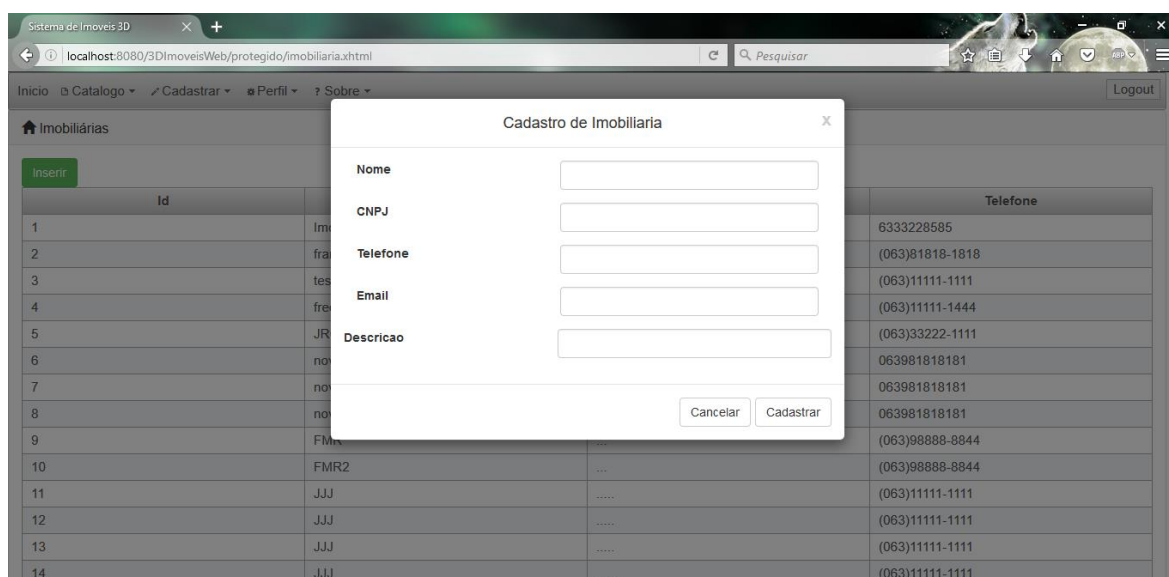 Sistema de Imoveis 3D
localhost:8080/3DImoveisWeb/protegido/imobiliaria.xhtml
Pesquisar
ABP
Inicio Catalogo Cadastrar Perfil ? Sobre
Logout
Imobiliárias
Cadastro de Imobiliaria
X
Inserir
Nome
CNPJ
Telefone
Email
Descricao
Cancelar Cadastrar
Id Telefone
1 6333228585
2 (063)81818-1818
3 (063)11111-1111
4 (063)11111-1444
5 JR (063)33222-1111
6 063981818181
7 063981818181
8 063981818181
9 FMR ... (063)98888-8844
10 FMR2 ... (063)98888-8844
11 JJJ ..... (063)11111-1111
12 JJJ ..... (063)11111-1111
13 JJJ ..... (063)11111-1111
14 JJJ (063)11111-1111